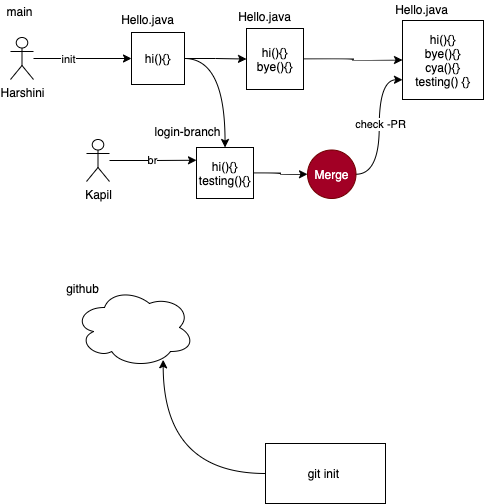 main
Hello.java
Hello.java
Hello.java
hi(){}
bye(){}
cya(){}
testing() {}
hi(){}
bye(){}
init
hi(){}
Harshini
check -PR
login-branch
br
hi(){}
testing(){}
Merge
Kapil
github
git init